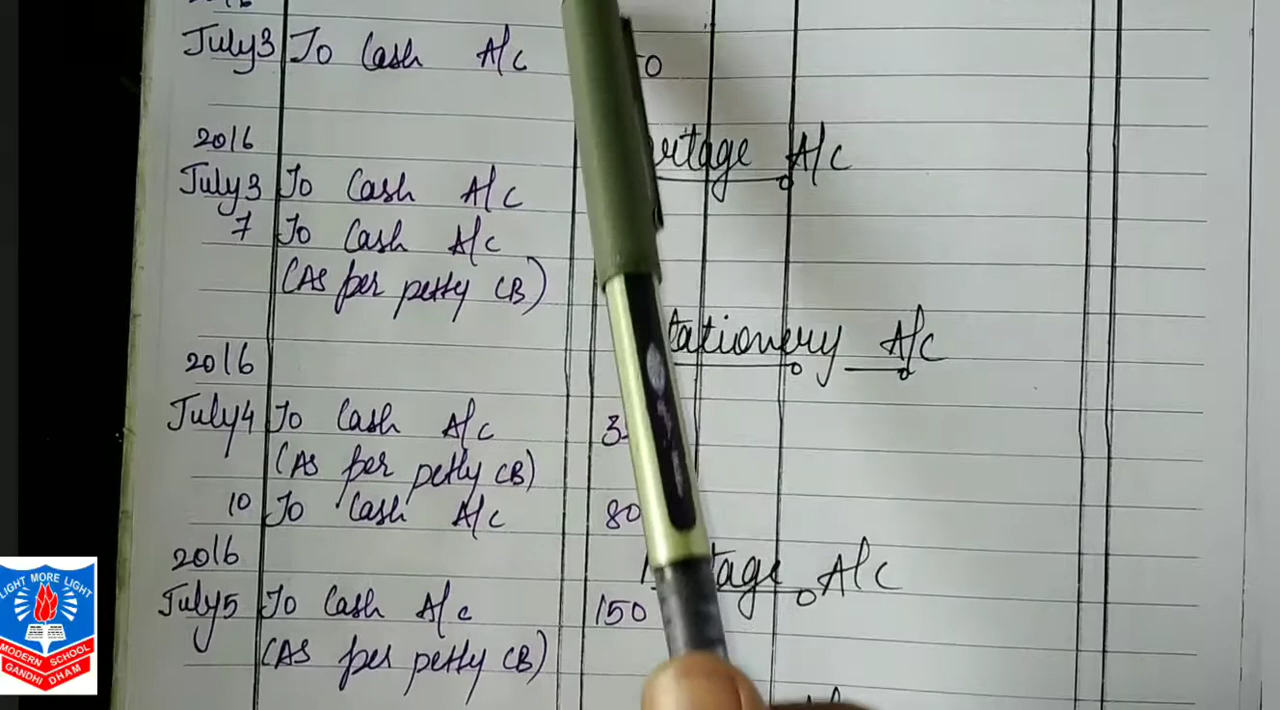 July3 To Cash A/c
A/c
2016
July3 To Cash A/c
7 To Cash A/c
(As per petty CB)
A/c
2016
July4 To Cash A/c
(As per petty CB)
10 To Cash A/c 80
A/c
2016
July5 To Cash A/c 150
(As per petty CB)
LIGHT MORE LIGHT
MODERN SCHOOL
GANDHI DHAM